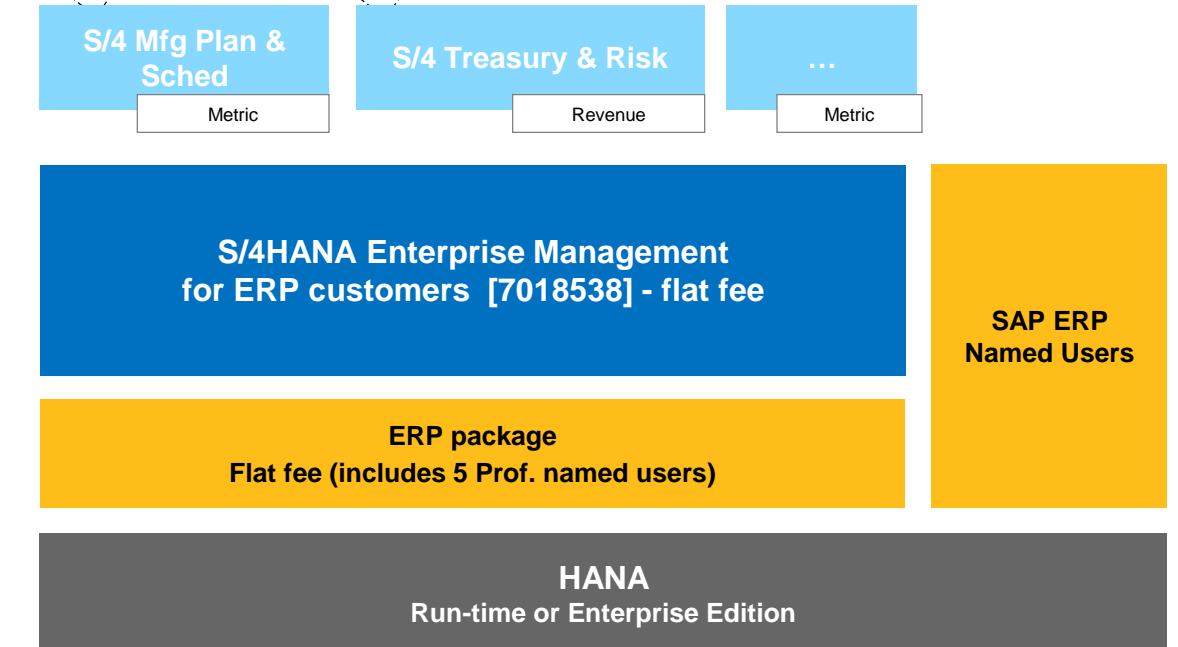 S/4 Mfg Plan &
Sched
S/4 Treasury & Risk
...
Metric
Revenue
Metric
S/4HANA Enterprise Management
for ERP customers [7018538] - flat fee
SAP ERP
Named Users
ERP package
Flat fee (includes 5 Prof. named users)
HANA
Run-time or Enterprise Edition